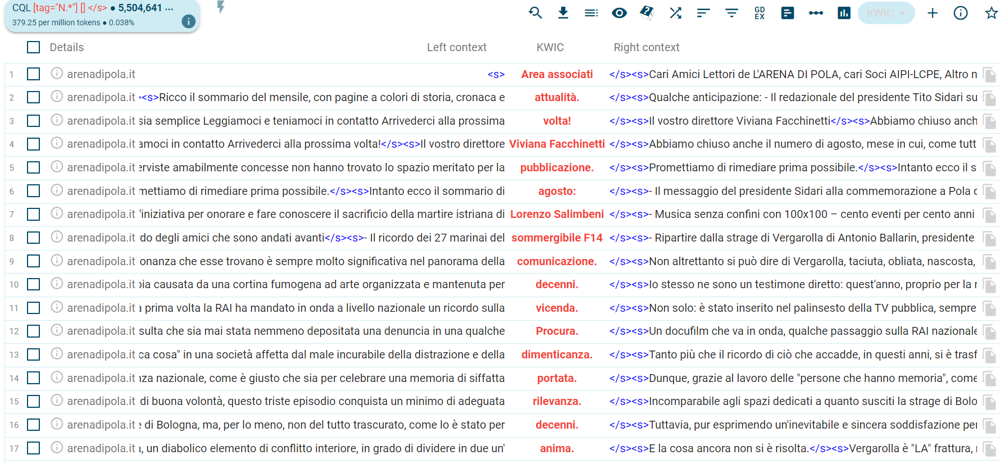 CQL [tag="N.*"] [] </s> ● 5,504,641 ...
379.25 per million tokens ● 0.038%
GD EX
KWIC
Details Left context KWIC Right context
1 arenadipola.it <s> Area associati </s><s>Cari Amici Lettori de L'ARENA DI POLA, cari Soci AIPI-LCPE, Altro n
2 arenadipola.it <s>Ricco il sommario del mensile, con pagine a colori di storia, cronaca e attualità. </s><s>Qualche anticipazione: - Il redazionale del presidente Tito Sidari su
3 arenadipola.it sia semplice Leggiamoci e teniamoci in contatto Arrivederci alla prossima volta! </s><s>Il vostro direttore Viviana Facchinetti</s><s>Abbiamo chiuso anch
4 arenadipola.it amoci in contatto Arrivederci alla prossima volta!</s><s>Il vostro direttore Viviana Facchinetti </s><s>Abbiamo chiuso anche il numero di agosto, mese in cui, come tutt
5 arenadipola.it erviste amabilmente concesse non hanno trovato lo spazio meritato per la pubblicazione. </s><s>Promettiamo di rimediare prima possibile.</s><s>Intanto ecco il s
6 arenadipola.it mettiamo di rimediare prima possibile.</s><s>Intanto ecco il sommario di agosto: </s><s>- Il messaggio del presidente Sidari alla commemorazione a Pola
7 arenadipola.it 'iniziativa per onorare e fare conoscere il sacrificio della martire istriana di Lorenzo Salimbeni </s><s>- Musica senza confini con 100x100 – cento eventi per cento anni
8 arenadipola.it do degli amici che sono andati avanti</s><s>- Il ricordo dei 27 marinai del sommergibile F14 </s><s>- Ripartire dalla strage di Vergarolla di Antonio Ballarin, presidente
9 arenadipola.it onanza che esse trovano è sempre molto significativa nel panorama della comunicazione. </s><s>Non altrettanto si può dire di Vergarolla, taciuta, obliata, nascosta,
10 arenadipola.it ia causata da una cortina fumogena ad arte organizzata e mantenuta per decenni. </s><s>Io stesso ne sono un testimone diretto: quest'anno, proprio per la
11 arenadipola.it prima volta la RAI ha mandato in onda a livello nazionale un ricordo sulla vicenda. </s><s>Non solo: è stato inserito nel palinsesto della TV pubblica, sempre
12 arenadipola.it sulta che sia mai stata nemmeno depositata una denuncia in una qualche Procura. </s><s>Un docufilm che va in onda, qualche passaggio sulla RAI nazionale
13 arenadipola.it ca cosa" in una società affetta dal male incurabile della distrazione e della dimenticanza. </s><s>Tanto più che il ricordo di ciò che accadde, in questi anni, si è trasf
14 arenadipola.it nza nazionale, come è giusto che sia per celebrare una memoria di siffatta portata. </s><s>Dunque, grazie al lavoro delle "persone che hanno memoria", come
15 arenadipola.it di buona volontà, questo triste episodio conquista un minimo di adeguata rilevanza. </s><s>Incomparabile agli spazi dedicati a quanto susciti la strage di Bolo
16 arenadipola.it e di Bologna, ma, per lo meno, non del tutto trascurato, come lo è stato per decenni. </s><s>Tuttavia, pur esprimendo un'inevitabile e sincera soddisfazione per
17 arenadipola.it , un diabolico elemento di conflitto interiore, in grado di dividere in due un' anima. </s><s>E la cosa ancora non si è risolta.</s><s>Vergarolla è "LA" frattura,